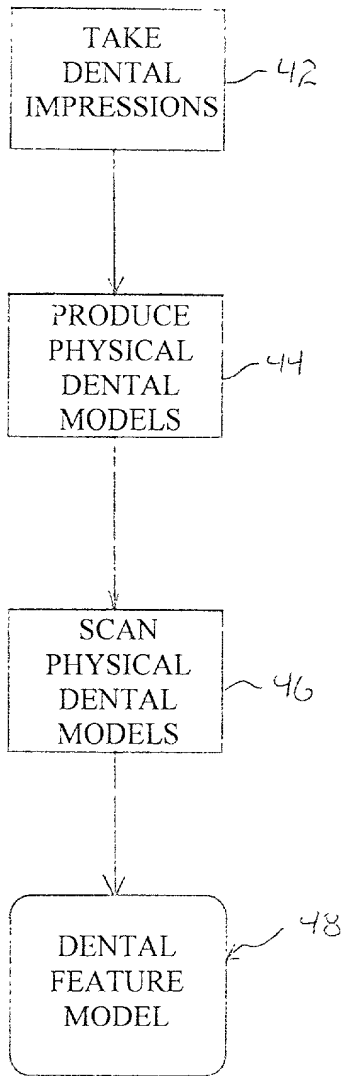 TAKE
DENTAL
IMPRESSIONS
42
PRODUCE
PHYSICAL
DENTAL
MODELS
44
SCAN
PHYSICAL
DENTAL
MODELS
46
DENTAL
FEATURE
MODEL
48